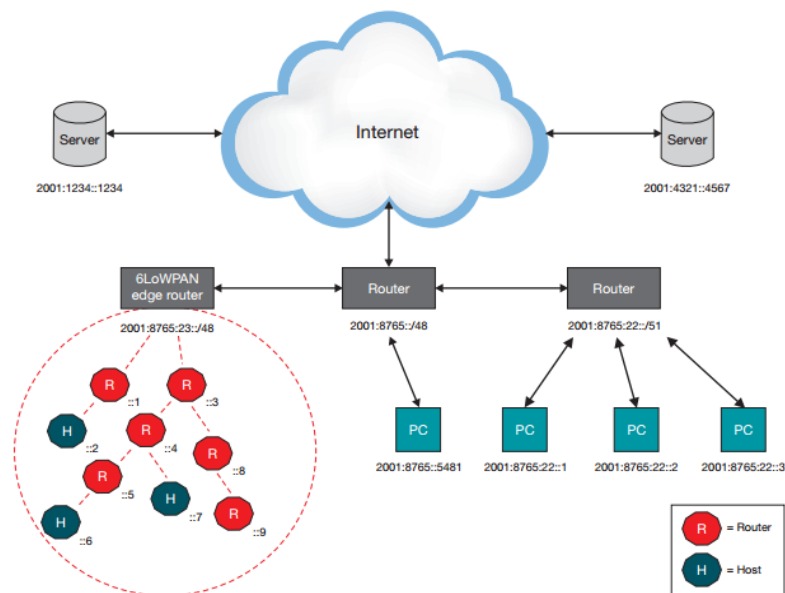 Internet
Server
Server
2001:1234::1234
2001:4321::4567
6LoWPAN
edge router
Router
Router
2001:8765:23::/48
2001:8765::/48
2001:8765:22::/51
R
::1
R
::3
H
::2
R
::4
R
::8
R
::5
H
::7
R
::9
H
::6
PC
PC
PC
PC
2001:8765::5481
2001:8765:22::1
2001:8765:22::2
2001:8765:22::3
R = Router
H = Host